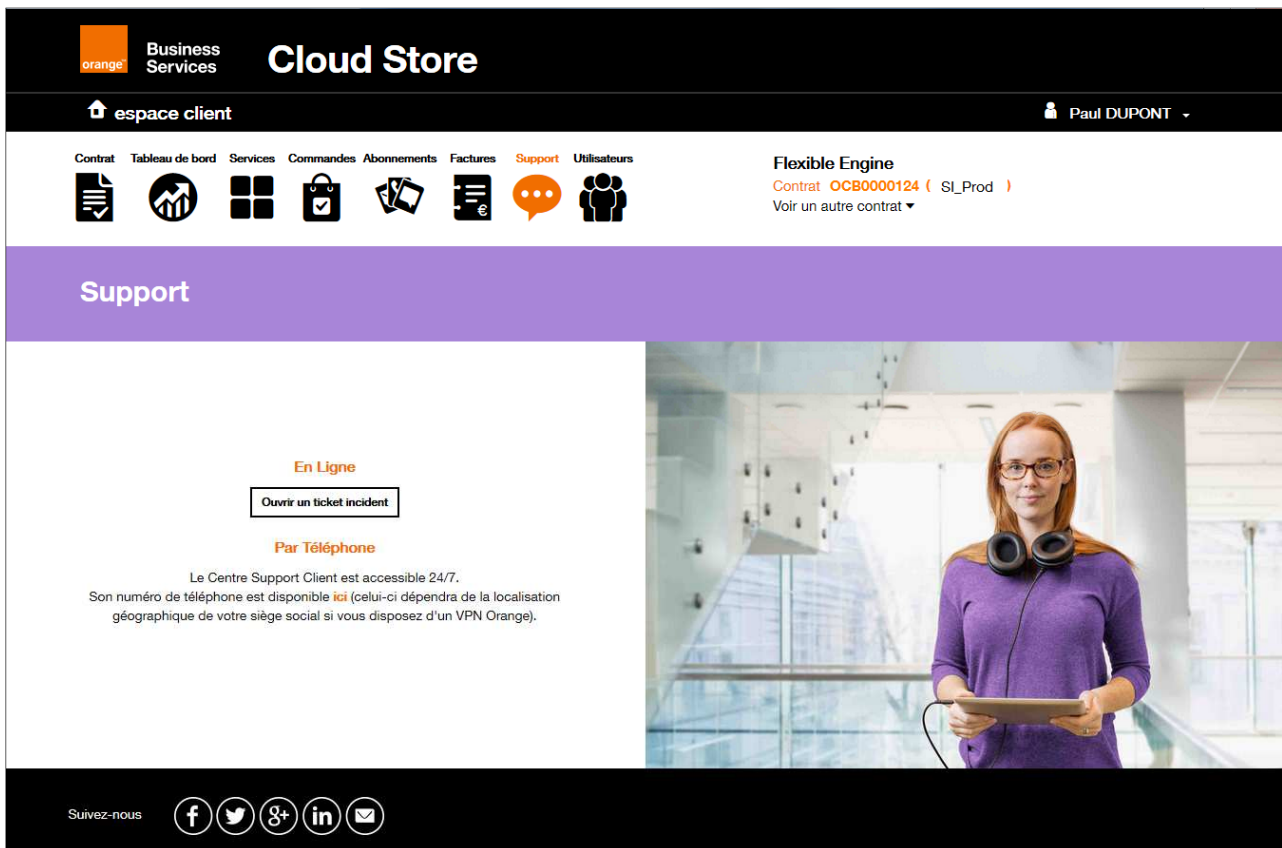 orange™
Business
Services
Cloud Store
espace client
Paul DUPONT
Contrat Tableau de bord Services Commandes Abonnements Factures Support Utilisateurs
€
Flexible Engine
Contrat OCB0000124 ( SI_Prod )
Voir un autre contrat
Support
En Ligne
Ouvrir un ticket incident
Par Téléphone
Le Centre Support Client est accessible 24/7.
Son numéro de téléphone est disponible ici (celui-ci dépendra de la localisation
géographique de votre siège social si vous disposez d'un VPN Orange).
Suivez-nous
f 8+ in